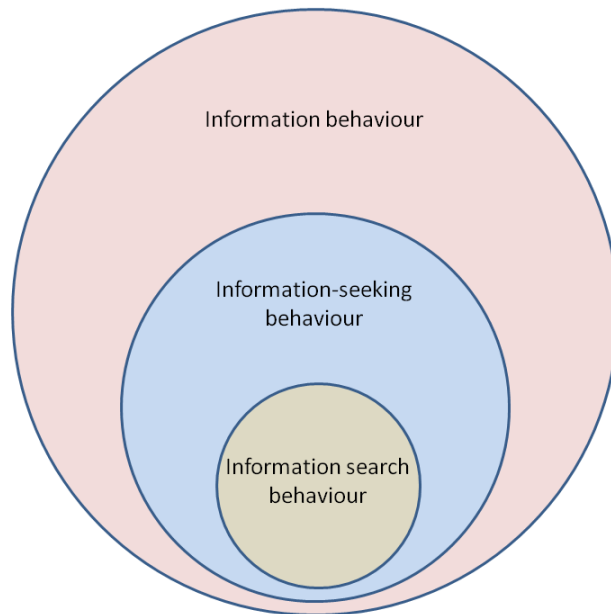 Information behaviour
Information-seeking
behaviour
Information search
behaviour